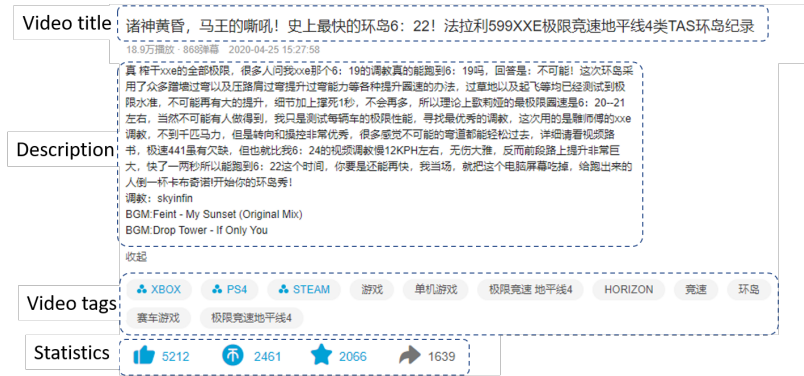 Video title
诸神黄昏，马王的嘶吼！史上最快的环岛6：22！法拉利599XXE极限竞速地平线4类TAS环岛纪录
18.9万播放 · 868弹幕 2020-04-25 15:27:58
Description
真 榨干xxe的全部极限，很多人问我xxe那个6：19的调教真的能跑到6：19吗，回答是：不可能！这次环岛采
用了众多蹭墙过弯以及压路肩过弯提升过弯能力等各种提升圆速的办法，过草地以及起飞等均已经测试到极
限水准，不可能再有大的提升，细节加上撑死1秒，不会再多，所以理论上歌莉娅的最极限圆速是6：20--21
左右，当然不可能有人做得到，我只是测试每辆车的极限性能，寻找最优秀的调教，这次用的是雕师傅的xxe
调教，不到千匹马力，但是转向和操控非常优秀，很多感觉不可能的弯道都能轻松过去，详细请看视频路
书，极速441虽有欠缺，但也就比我6：24的视频调教慢12KPH左右，无伤大雅，反而前段路上提升非常巨
大，快了一两秒所以能跑到6：22这个时间，你要是还能再快，我当场，就把这个电脑屏幕吃掉，给跑出来的
人倒一杯卡布奇诺!开始你的环岛秀！
调教：skyinfin
BGM:Feint - My Sunset (Original Mix)
BGM:Drop Tower - If Only You
收起
Video tags
XBOX PS4 STEAM 游戏 单机游戏 极限竞速 地平线4 HORIZON 竞速 环岛
赛车游戏 极限竞速地平线4
Statistics
5212 2461 2066 1639